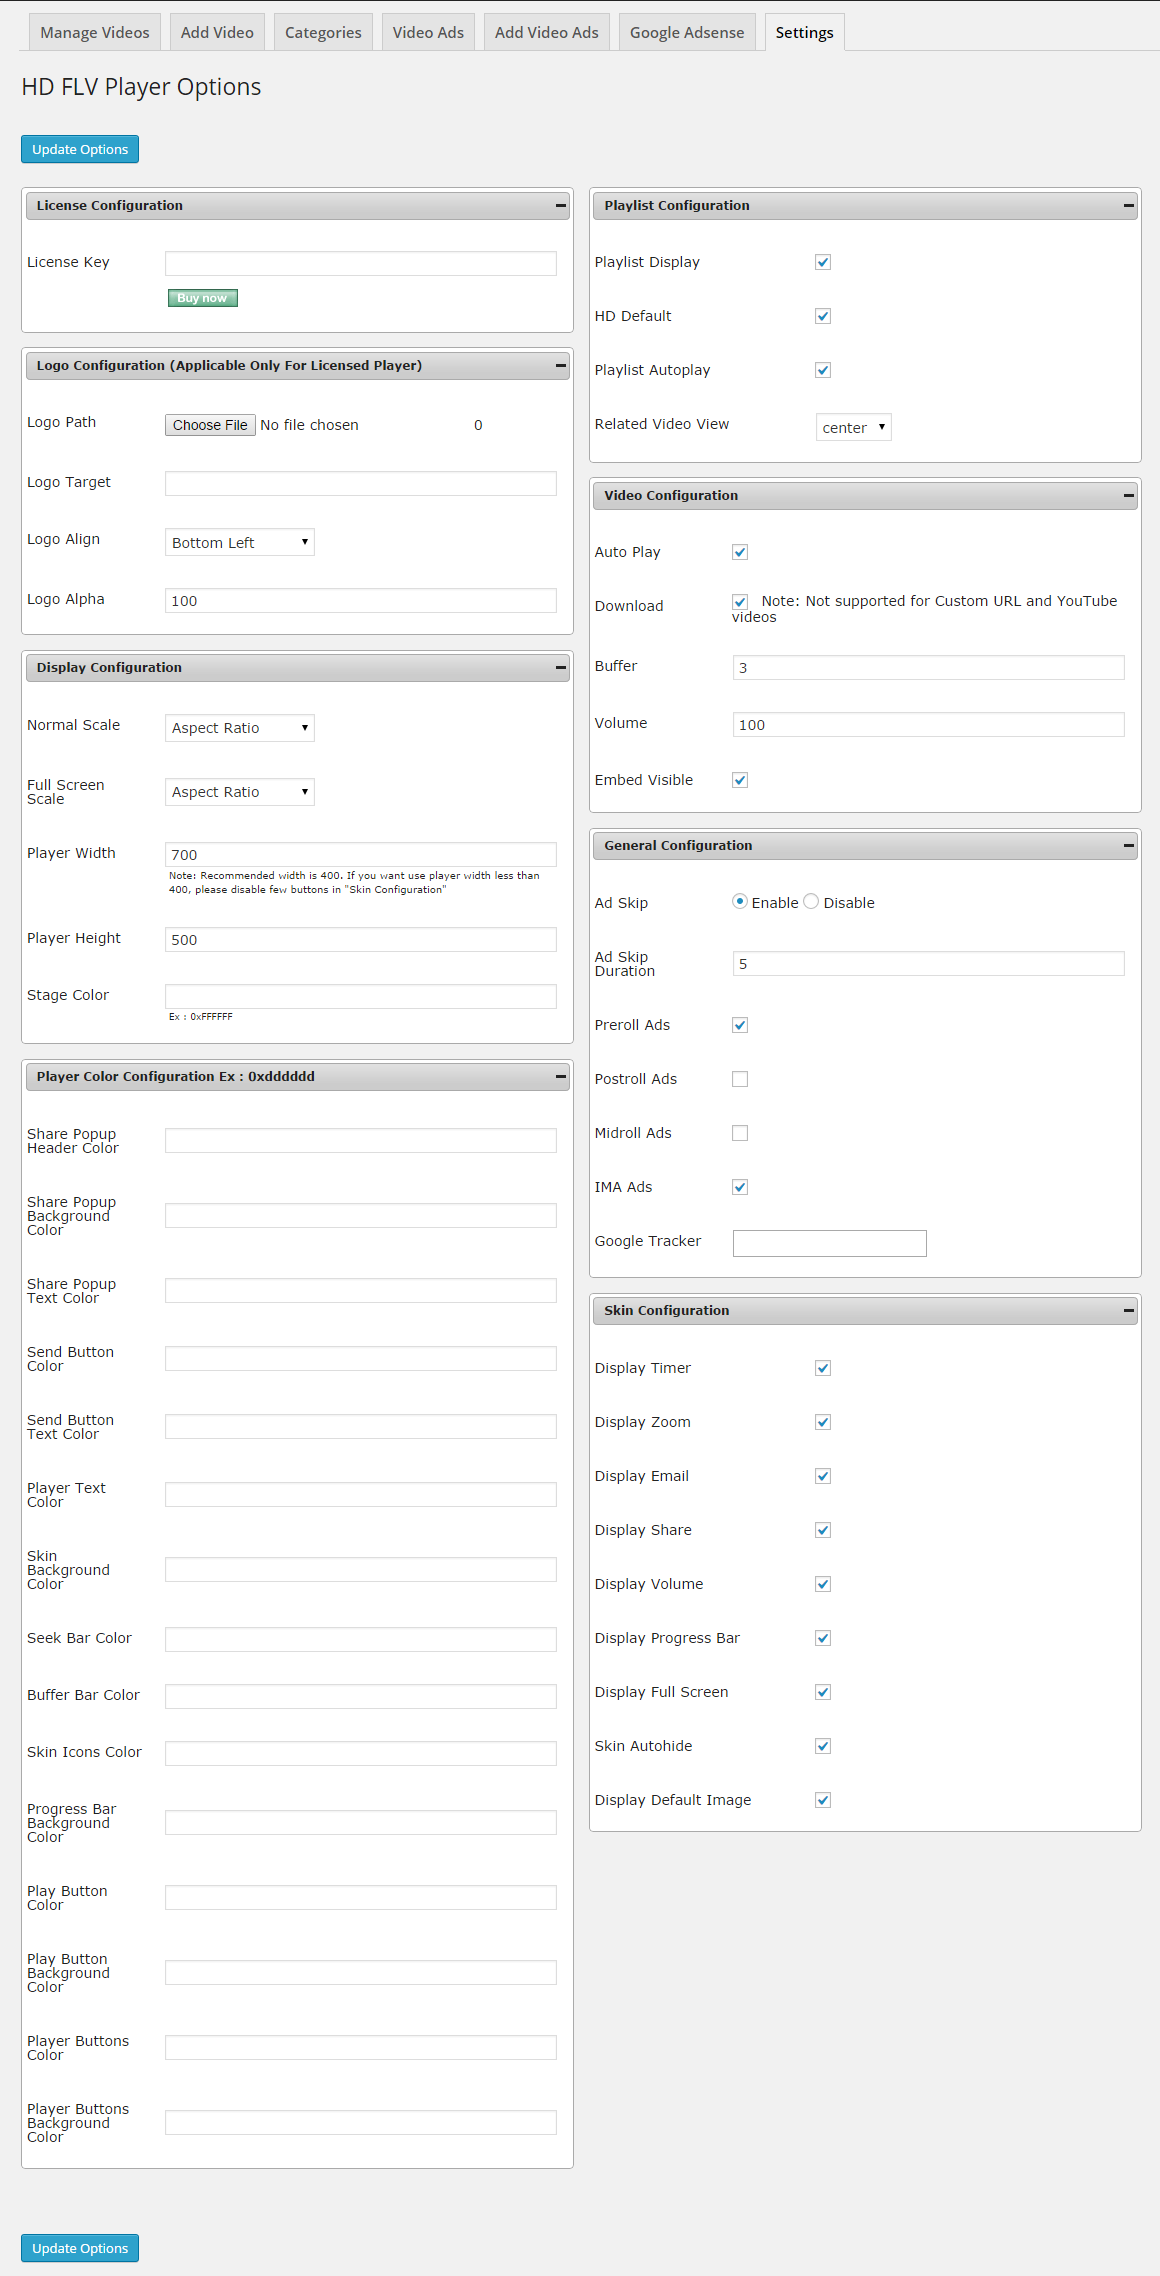 Manage Videos
Add Video
Categories
Video Ads
Add Video Ads
Google Adsense
Settings
HD FLV Player Options
Update Options
License Configuration
License Key
Buy now
Logo Configuration (Applicable Only For Licensed Player)
Logo Path
Choose File No file chosen 0
Logo Target
Logo Align
Bottom Left
Logo Alpha
100
Display Configuration
Normal Scale
Aspect Ratio
Full Screen
Scale
Aspect Ratio
Player Width
700
Note: Recommended width is 400. If you want use player width less than
400, please disable few buttons in "Skin Configuration"
Player Height
500
Stage Color
Ex : 0xFFFFFF
Player Color Configuration Ex : 0xdddddd
Share Popup
Header Color
Share Popup
Background
Color
Share Popup
Text Color
Send Button
Color
Send Button
Text Color
Player Text
Color
Skin
Background
Color
Seek Bar Color
Buffer Bar Color
Skin Icons Color
Progress Bar
Background
Color
Play Button
Color
Play Button
Background
Color
Player Buttons
Color
Player Buttons
Background
Color
Playlist Configuration
Playlist Display
HD Default
Playlist Autoplay
Related Video View
center
Video Configuration
Auto Play
Download
Note: Not supported for Custom URL and YouTube
videos
Buffer
3
Volume
100
Embed Visible
General Configuration
Ad Skip
Enable Disable
Ad Skip
Duration
5
Preroll Ads
Postroll Ads
Midroll Ads
IMA Ads
Google Tracker
Skin Configuration
Display Timer
Display Zoom
Display Email
Display Share
Display Volume
Display Progress Bar
Display Full Screen
Skin Autohide
Display Default Image
Update Options